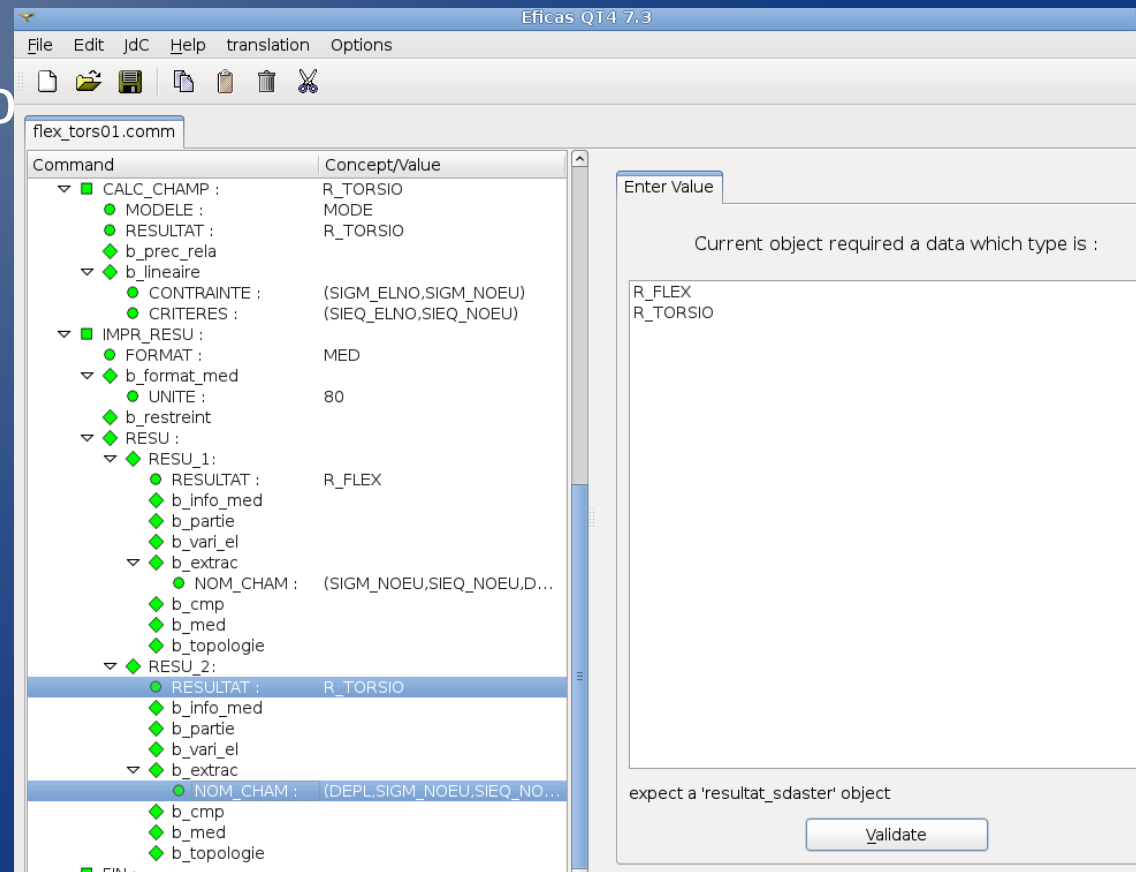 Eficas QT4 7.3
File Edit JdC Help translation Options
flex_tors01.comm
Command Concept/Value
CALC_CHAMP : R_TORSIO
MODELE : MODE
RESULTAT : R_TORSIO
b_prec_rela
b_lineaire
CONTRAINTE : (SIGM_ELNO,SIGM_NOEU)
CRITERES : (SIEQ_ELNO,SIEQ_NOEU)
IMPR_RESU :
FORMAT : MED
b_format_med
UNITE : 80
b_restreint
RESU :
RESU_1:
RESULTAT : R_FLEX
b_info_med
b_partie
b_vari_el
b_extrac
NOM_CHAM : (SIGM_NOEU,SIEQ_NOEU,D...
b_cmp
b_med
b_topologie
RESU_2:
RESULTAT : R_TORSIO
b_info_med
b_partie
b_vari_el
b_extrac
NOM_CHAM : (DEPL,SIGM_NOEU,SIEQ_NO...
b_cmp
b_med
b_topologie
FIN :
Enter Value
Current object required a data which type is :
R_FLEX
R_TORSIO
expect a 'resultat_sdaster' object
Validate